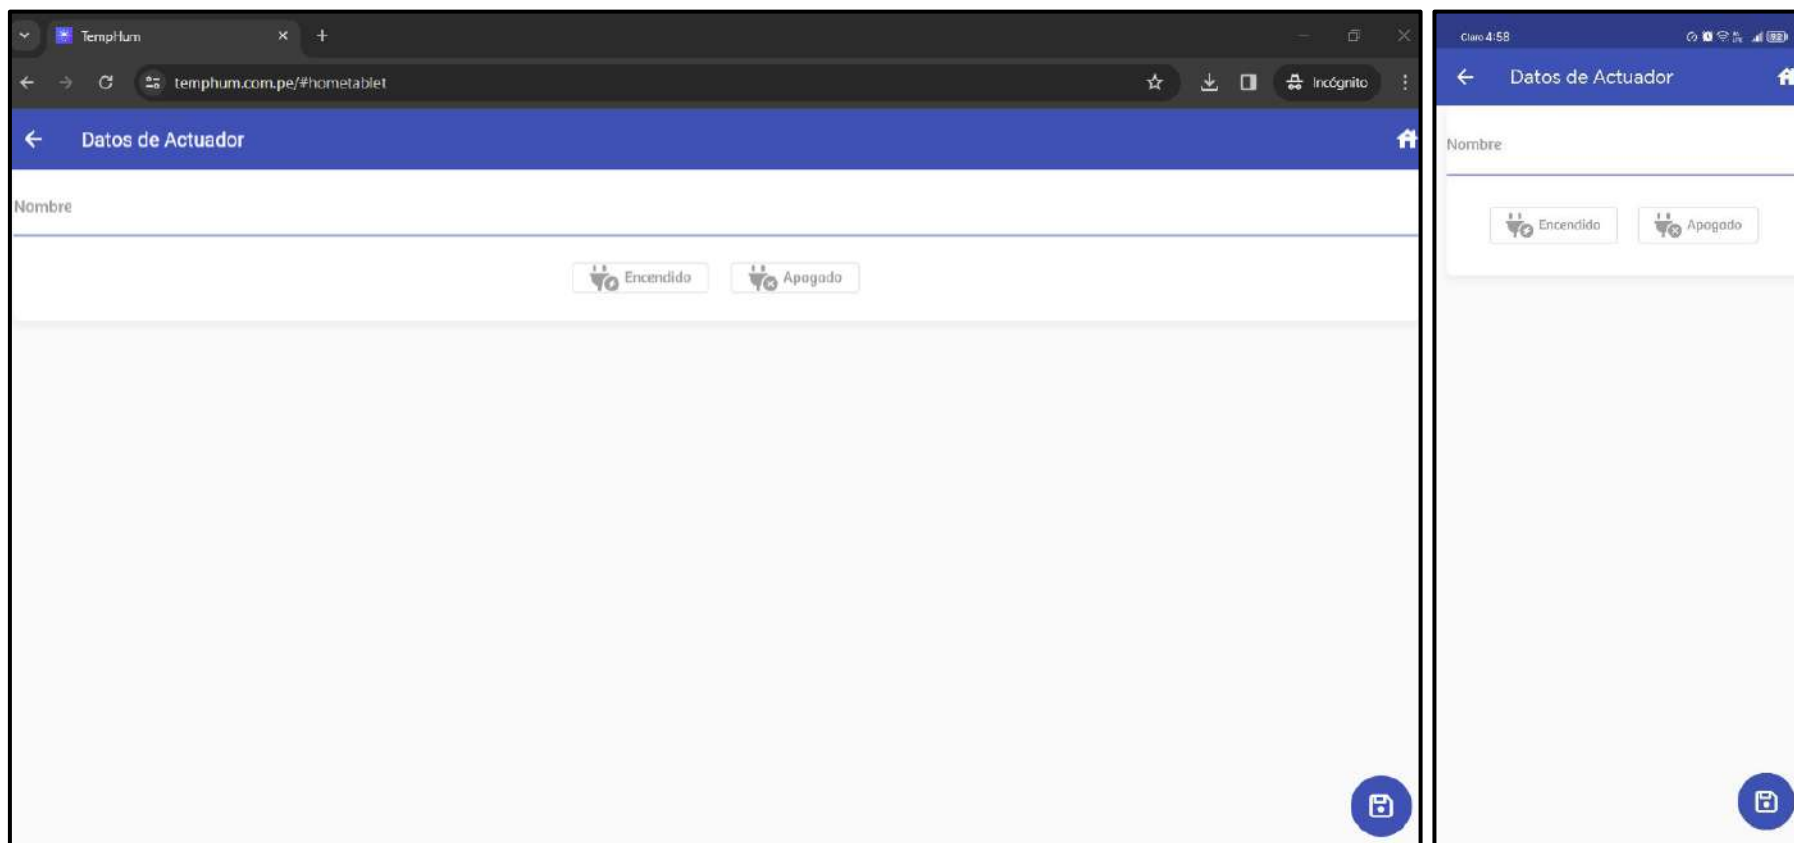 TempHum
temphum.com.pe/#hometablet
Incógnito
Datos de Actuador
Nombre
Encendido
Apagado
Claro 4:58
92
Datos de Actuador
Nombre
Encendido
Apagado